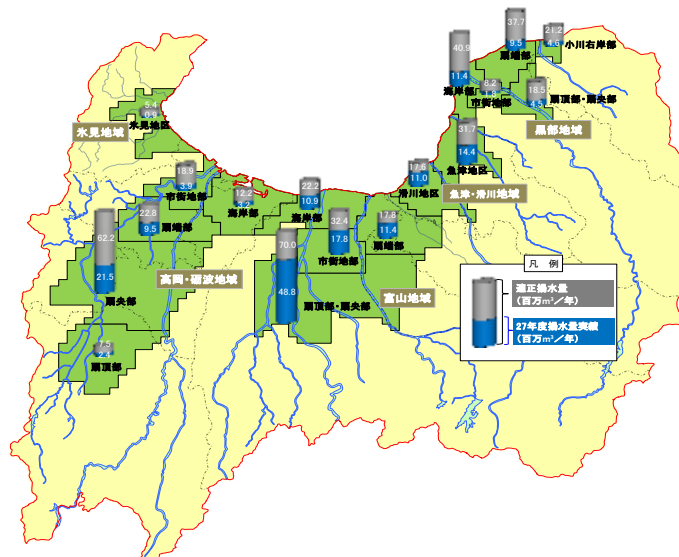 37.7
9.5
扇端部
21.2
4.6
小川右岸部
40.9
11.4
海岸部
8.2
市街地部
18.5
4.5
扇頂部・扇央部
黒部地域
5.4
0.9
氷見地区
氷見地域
31.7
14.4
魚津地区
17.6
11.0
滑川地区
魚津・滑川地域
18.9
3.9
市街地部
12.2
3.2
海岸部
22.2
10.9
海岸部
22.8
9.5
扇端部
32.4
17.8
市街地部
17.8
11.4
扇端部
62.2
21.5
扇央部
高岡・砺波地域
70.0
48.8
扇頂部・扇央部
富山地域
7.5
2.4
扇頂部
凡 例
適正揚水量
(百万m³/年)
27年度揚水量実績
(百万m³/年)